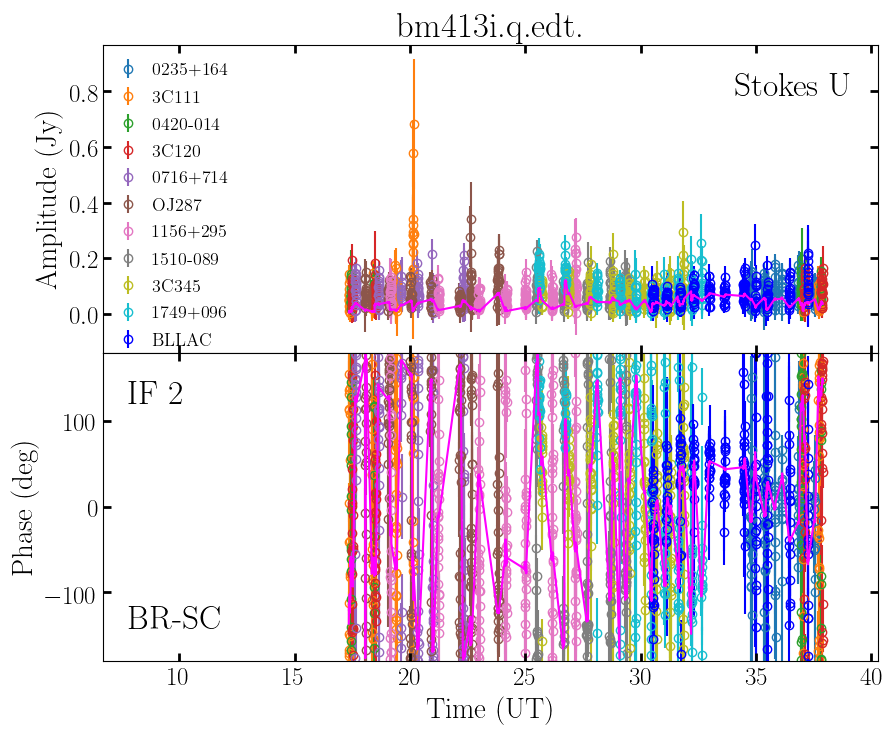 bm413i.q.edt.
Stokes U
0235+164
3C111
0420-014
3C120
0716+714
OJ287
1156+295
1510-089
3C345
1749+096
BLLAC
Amplitude (Jy)
0.8
0.6
0.4
0.2
0.0
IF 2
BR-SC
Phase (deg)
100
0
−100
10 15 20 25 30 35 40
Time (UT)